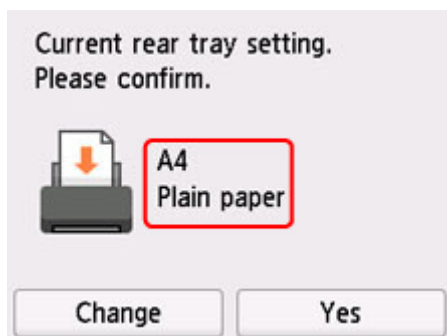 Current rear tray setting.
Please confirm.
A4
Plain paper
Change
Yes